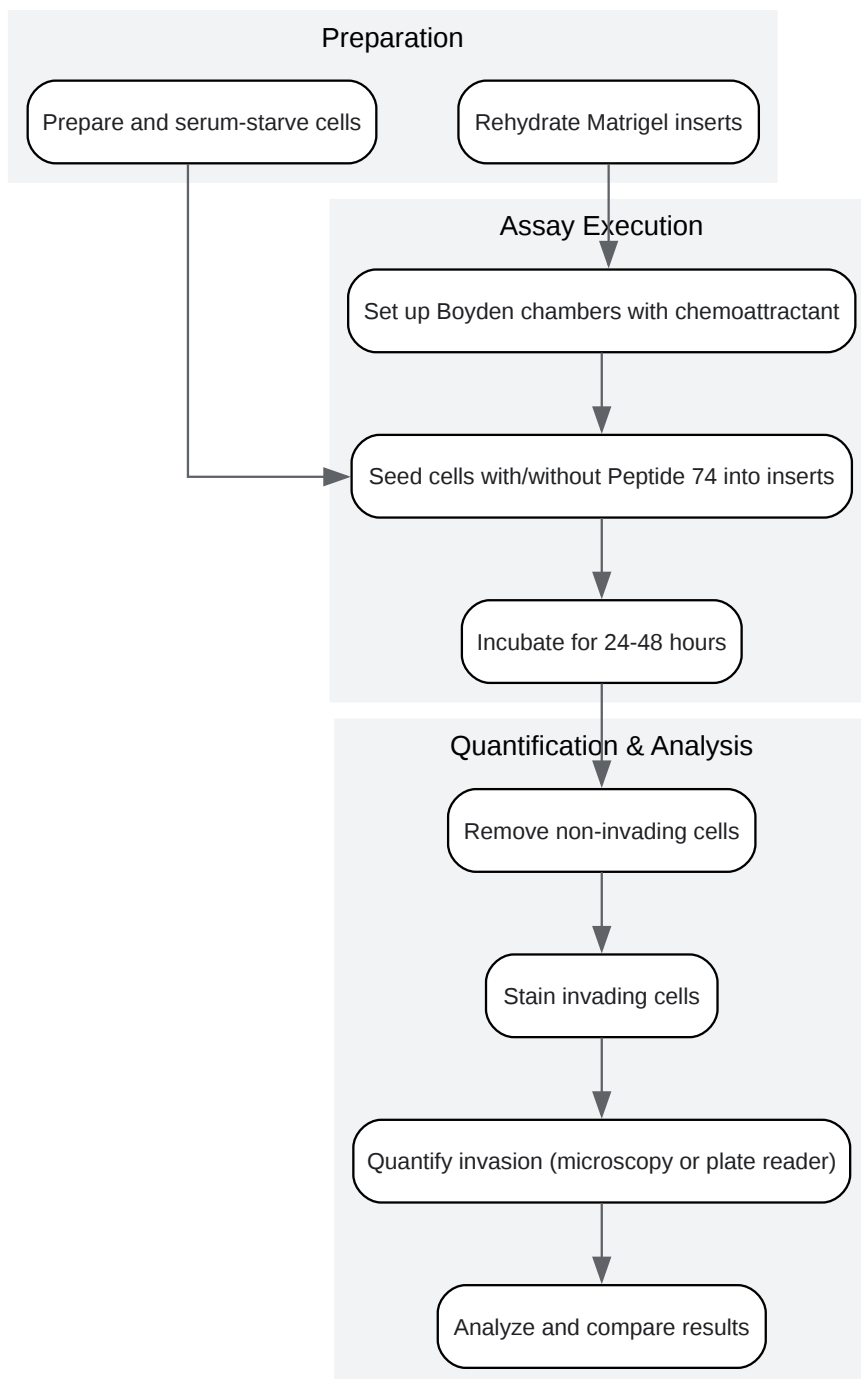 Preparation
Prepare and serum-starve cells
Rehydrate Matrigel inserts
Assay Execution
Set up Boyden chambers with chemoattractant
Seed cells with/without Peptide 74 into inserts
Incubate for 24-48 hours
Quantification & Analysis
Remove non-invading cells
Stain invading cells
Quantify invasion (microscopy or plate reader)
Analyze and compare results